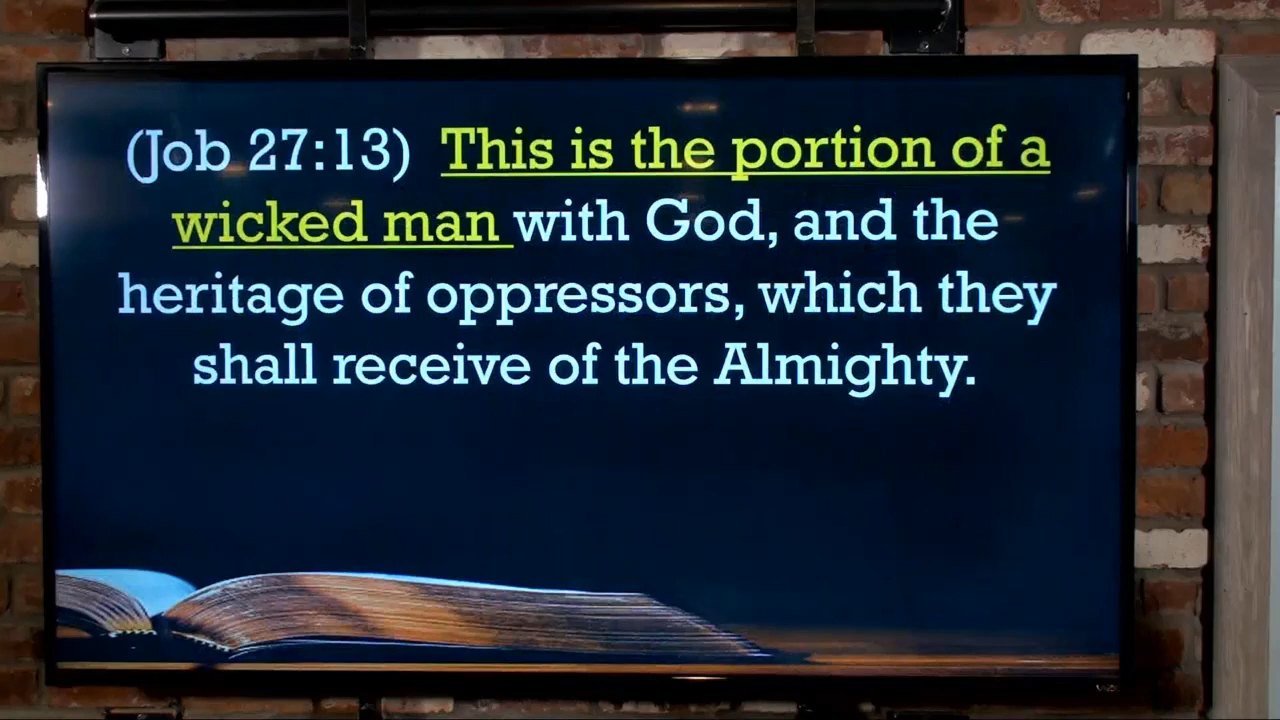 (Job 27:13) This is the portion of a
wicked man with God, and the
heritage of oppressors, which they
shall receive of the Almighty.